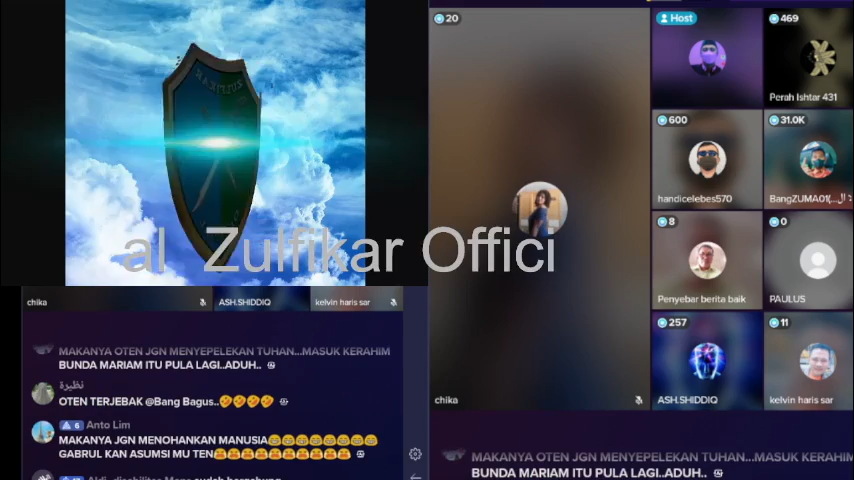 al Zulfikar Offici
chika
ASH.SHIDDIQ
kelvin haris sar
MAKANYA OTEN JGN MENYEPELEKAN TUHAN...MASUK KERAHIM
BUNDA MARIAM ITU PULA LAGI..ADUH..
نظيرة
OTEN TERJEBAK @Bang Bagus..🤣🤣🤣🤣
6 Anto Lim
MAKANYA JGN MENOHANKAN MANUSIA😂😂😂😂😂😂😂😂
GABRUL KAN ASUMSI MU TEN
20
chika
Host
469
Perah Ishtar 431
600
handicelebes570
31.0K
8
Penyebar berita baik
0
PAULUS
257
ASH.SHIDDIQ
11
kelvin haris sar
MAKANYA OTEN JGN MENYEPELEKAN TUHAN...MASUK
BUNDA MARIAM ITU PULA LAGI..ADUH..